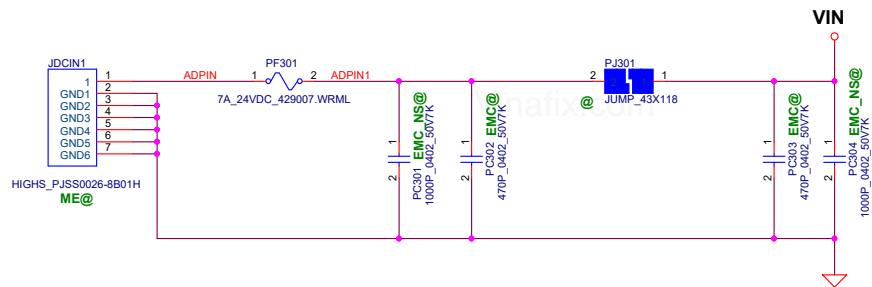 VIN
JDCIN1
1
GND1
GND2
GND3
GND4
GND5
GND6
1
2
3
4
5
6
7
HIGHS_PJSS0026-8B01H
ME@
ADPIN
PF301
1
2
7A_24VDC_429007.WRML
ADPIN1
1
2
PC301
EMC_NS@
1000P_0402_50V7K
1
2
PC302
EMC@
470P_0402_50V7K
PJ301
2
1
JUMP_43X118
@
1
2
PC303
EMC@
470P_0402_50V7K
1
2
PC304
EMC_NS@
1000P_0402_50V7K